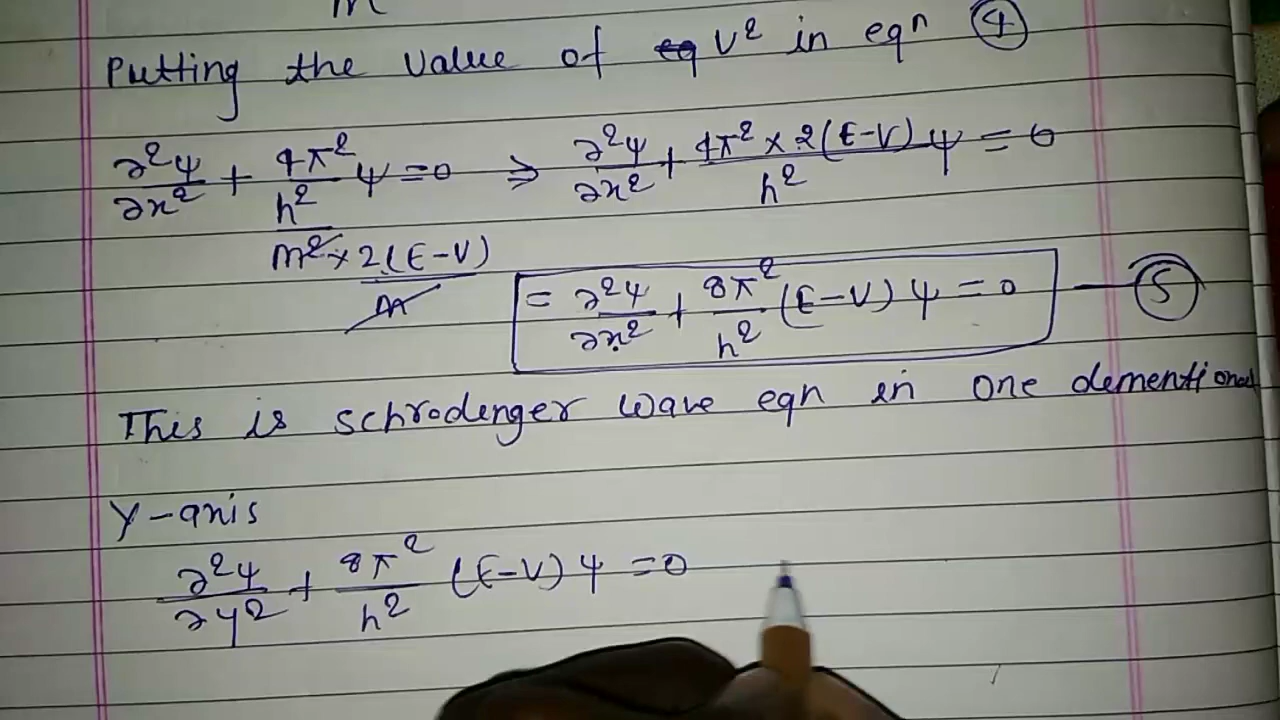 m
Putting the value of eq v² in eqⁿ ④
∂²ψ/∂x² + 4π²/(h²/(m² × 2(E-V)/m)) ψ = 0 ⇒ ∂²ψ/∂x² + 4π² × 2(E-V)/h² ψ = 0
= ∂²ψ/∂x² + 8π²/h² (E-V) ψ = 0 — ⑤
This is schrodenger wave eqn in one dementional
Y-axis
∂²ψ/∂y² + 8π²/h² (E-V) ψ = 0